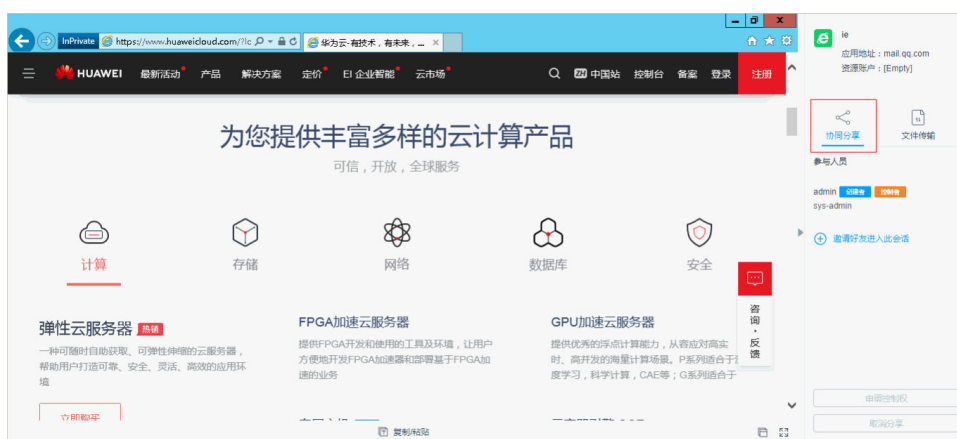 InPrivate https://www.huaweicloud.com/?lc 华为云-有技术，有未来，...
HUAWEI 最新活动 产品 解决方案 定价 EI 企业智能 云市场 ZH 中国站 控制台 备案 登录 注册
为您提供丰富多样的云计算产品
可信，开放，全球服务
计算 存储 网络 数据库 安全
弹性云服务器 热销
一种可随时自助获取、可弹性伸缩的云服务器，
帮助用户打造可靠、安全、灵活、高效的应用环
境
立即购买
FPGA加速云服务器
提供FPGA开发和使用的工具及环境，让用户
方便地开发FPGA加速器和部署基于FPGA加
速的业务
GPU加速云服务器
提供优秀的浮点计算能力，从容应对高实
时、高并发的海量计算场景。P系列适合于
度学习，科学计算，CAE等；G系列适合于
咨询·反馈
复制/粘贴
ie
应用地址：mail.qq.com
资源账户：[Empty]
协同分享 文件传输
参与人员
admin 创建者 控制者
sys-admin
邀请好友进入此会话
申请控制权
取消分享